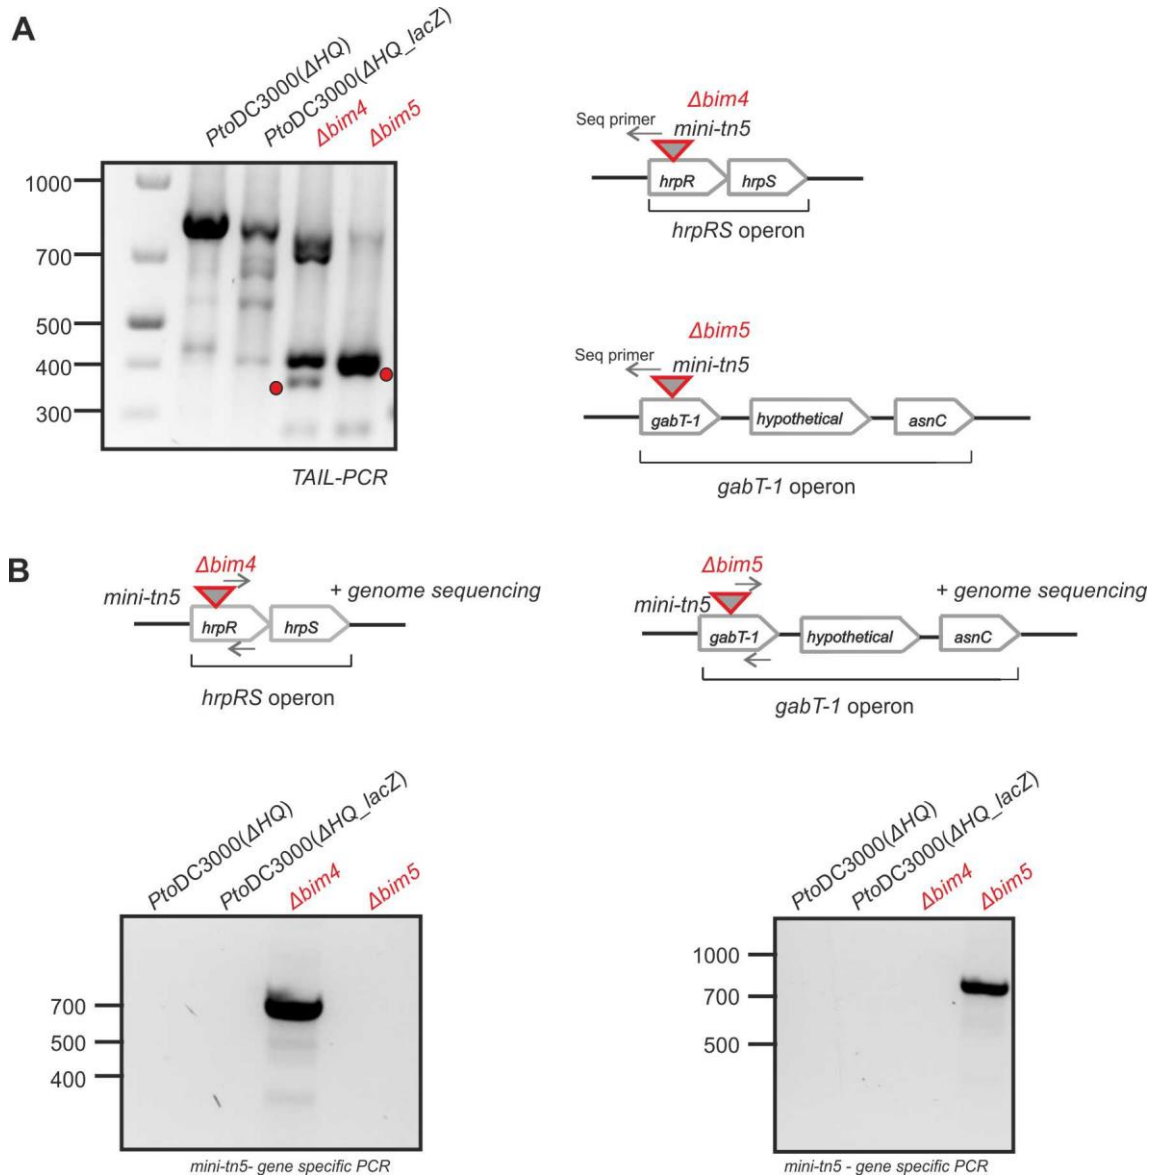 A
PtoDC3000(ΔHQ)
PtoDC3000(ΔHQ_lacZ)
Δbim4
Δbim5
1000
700
500
400
300
TAIL-PCR
Δbim4
Seq primer
mini-tn5
hrpR
hrpS
hrpRS operon
Δbim5
Seq primer
mini-tn5
gabT-1
hypothetical
asnC
gabT-1 operon
B
Δbim4
mini-tn5
+ genome sequencing
hrpR
hrpS
hrpRS operon
Δbim5
mini-tn5
+ genome sequencing
gabT-1
hypothetical
asnC
gabT-1 operon
PtoDC3000(ΔHQ)
PtoDC3000(ΔHQ_lacZ)
Δbim4
Δbim5
700
500
400
mini-tn5- gene specific PCR
PtoDC3000(ΔHQ)
PtoDC3000(ΔHQ_lacZ)
Δbim4
Δbim5
1000
700
500
mini-tn5 - gene specific PCR